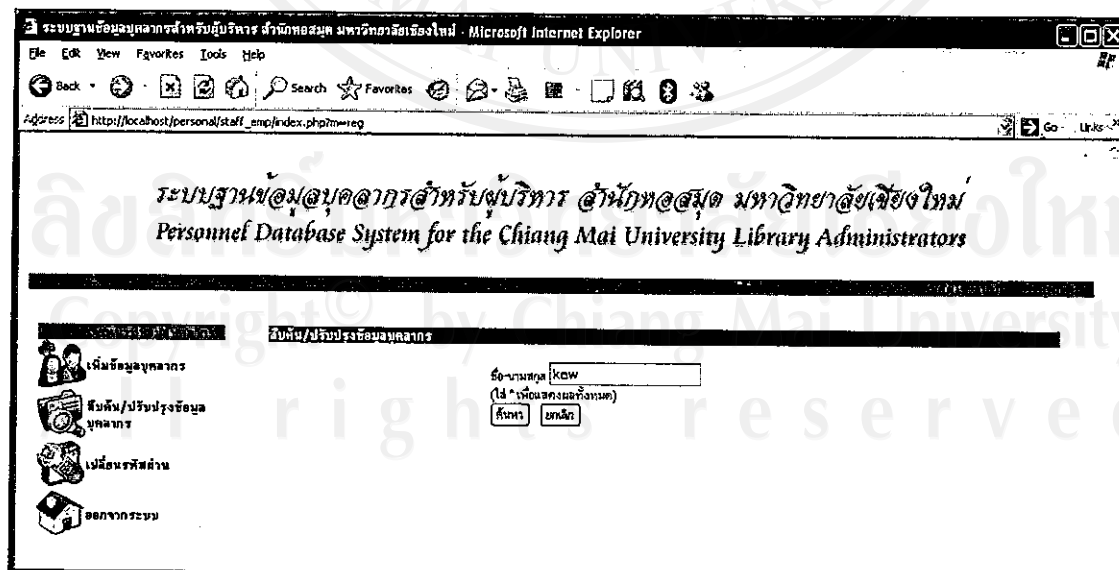 ระบบฐานข้อมูลบุคลากรสำหรับผู้บริหาร สำนักหอสมุด มหาวิทยาลัยเชียงใหม่ - Microsoft Internet Explorer
File Edit View Favorites Tools Help
Back Search Favorites
Address http://localhost/personal/staff_emp/index.php?m=reg Go Links
ระบบฐานข้อมูลบุคลากรสำหรับผู้บริหาร สำนักหอสมุด มหาวิทยาลัยเชียงใหม่
Personnel Database System for the Chiang Mai University Library Administrators
สืบค้น/ปรับปรุงข้อมูลบุคลากร
เพิ่มข้อมูลบุคลากร
สืบค้น/ปรับปรุงข้อมูล
บุคลากร
เปลี่ยนรหัสผ่าน
ออกจากระบบ
ชื่อ-นามสกุล kaw
(ใส่ * เพื่อแสดงผลทั้งหมด)
ค้นหา ยกเลิก
Copyright© by Chiang Mai University
rights reserve